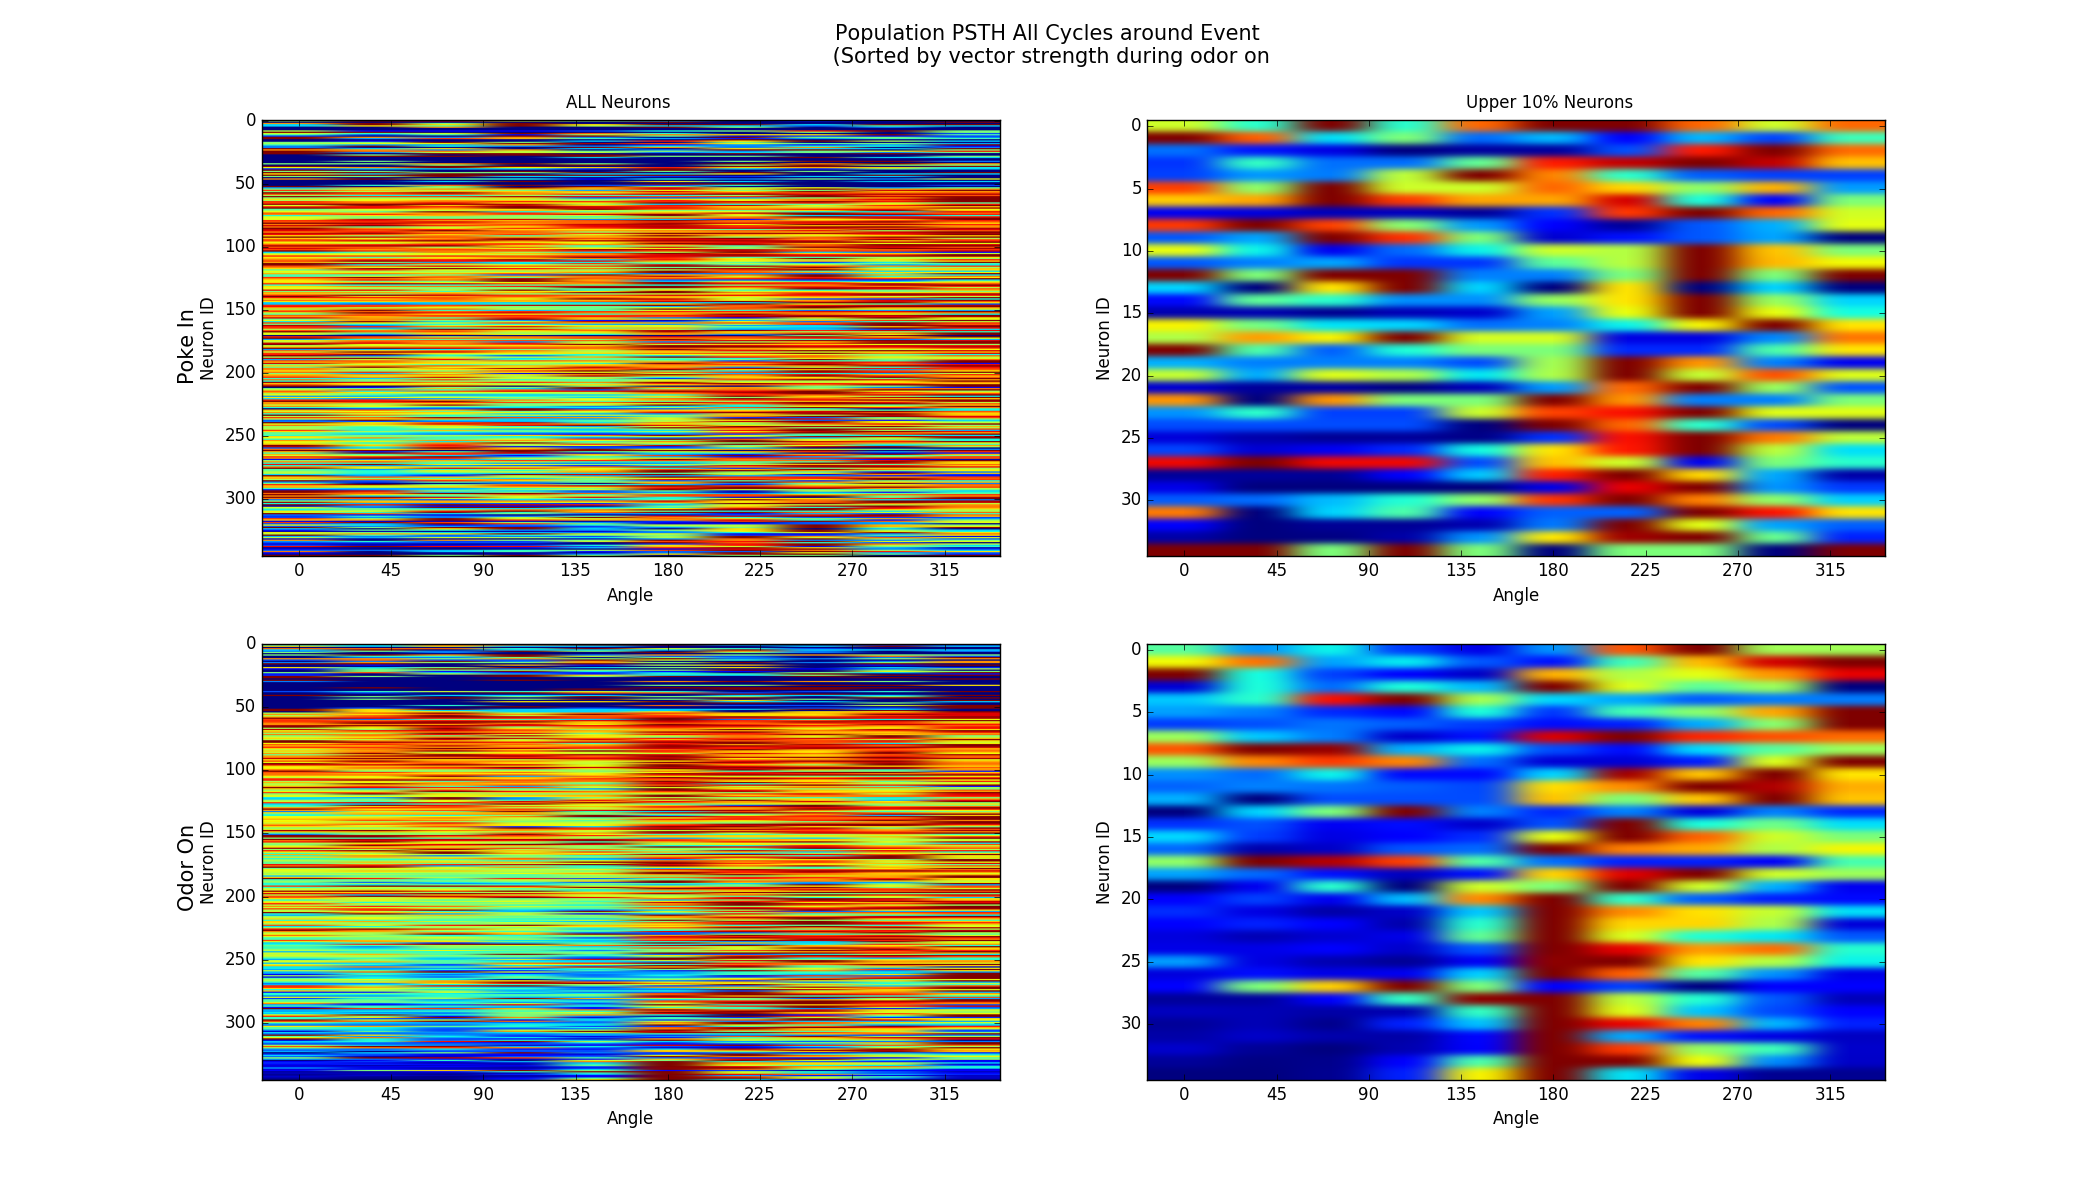 Population PSTH All Cycles around Event
(Sorted by vector strength during odor on
ALL Neurons
0
50
100
150
200
250
300
Poke In
Neuron ID
0 45 90 135 180 225 270 315
Angle
Upper 10% Neurons
0
5
10
15
20
25
30
Neuron ID
0 45 90 135 180 225 270 315
Angle
0
50
100
150
200
250
300
Odor On
Neuron ID
0 45 90 135 180 225 270 315
Angle
0
5
10
15
20
25
30
Neuron ID
0 45 90 135 180 225 270 315
Angle